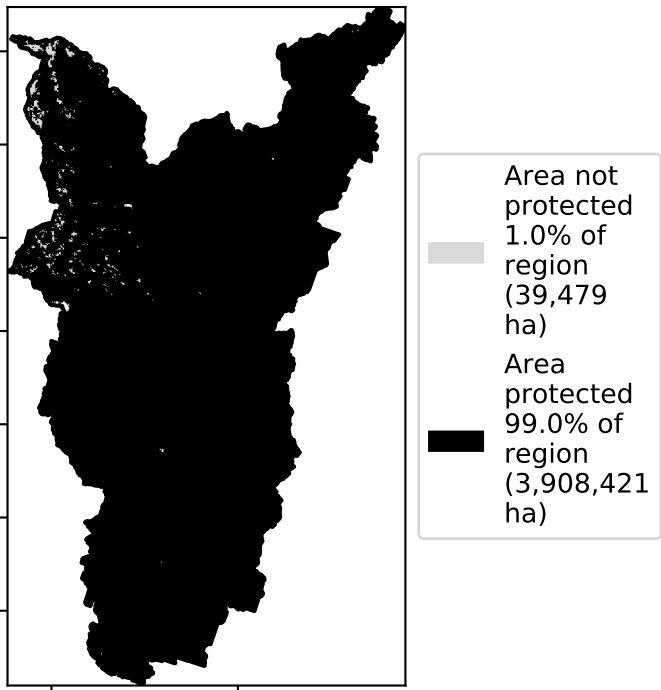 Area not
protected
1.0% of
region
(39,479
ha)
Area
protected
99.0% of
region
(3,908,421
ha)